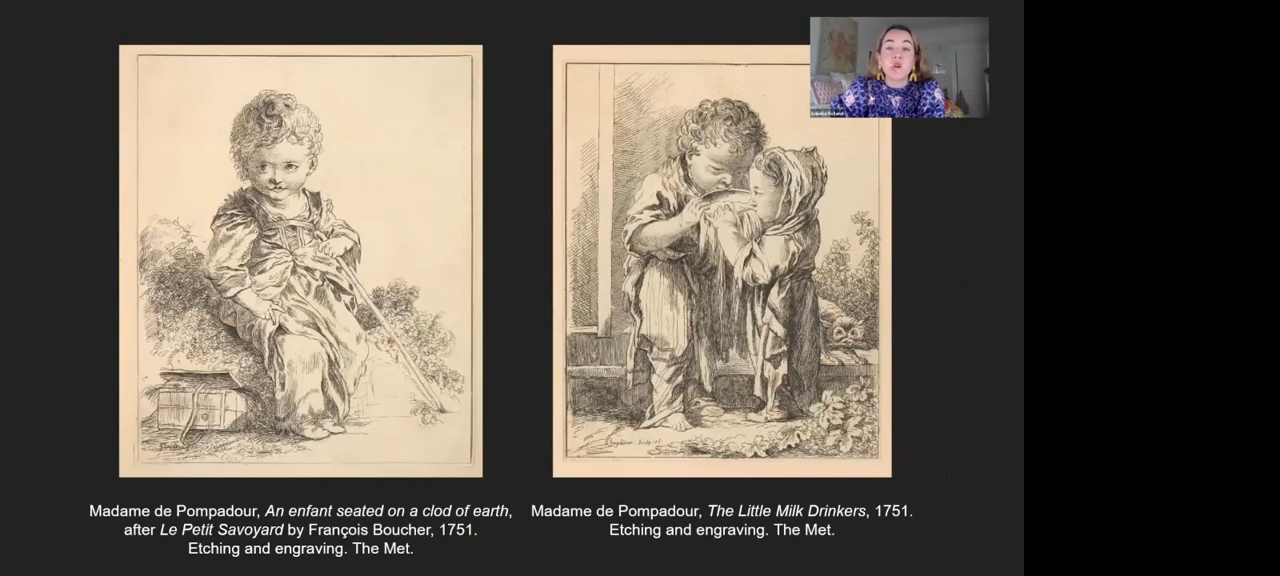 Madame de Pompadour, An enfant seated on a clod of earth,
after Le Petit Savoyard by François Boucher, 1751.
Etching and engraving. The Met.
Madame de Pompadour, The Little Milk Drinkers, 1751.
Etching and engraving. The Met.